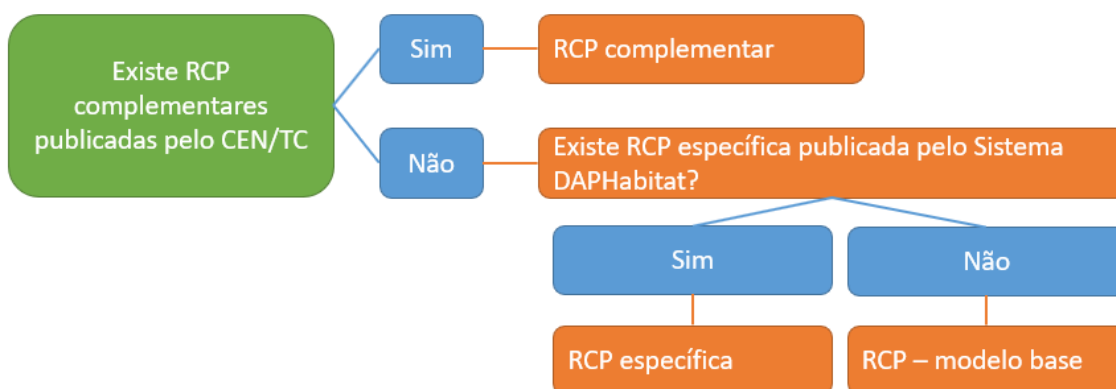 Existe RCP
complementares
publicadas pelo CEN/TC
Sim
RCP complementar
Não
Existe RCP específica publicada pelo Sistema
DAPHabitat?
Sim
Não
RCP específica
RCP – modelo base